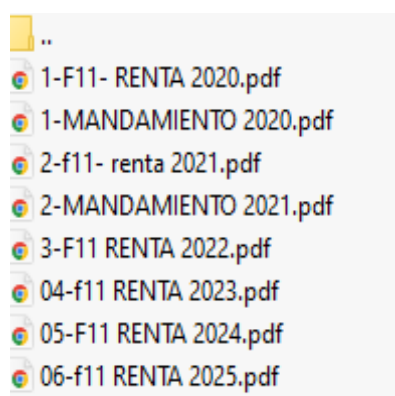 ..
1-F11- RENTA 2020.pdf
1-MANDAMIENTO 2020.pdf
2-f11- renta 2021.pdf
2-MANDAMIENTO 2021.pdf
3-F11 RENTA 2022.pdf
04-f11 RENTA 2023.pdf
05-F11 RENTA 2024.pdf
06-f11 RENTA 2025.pdf